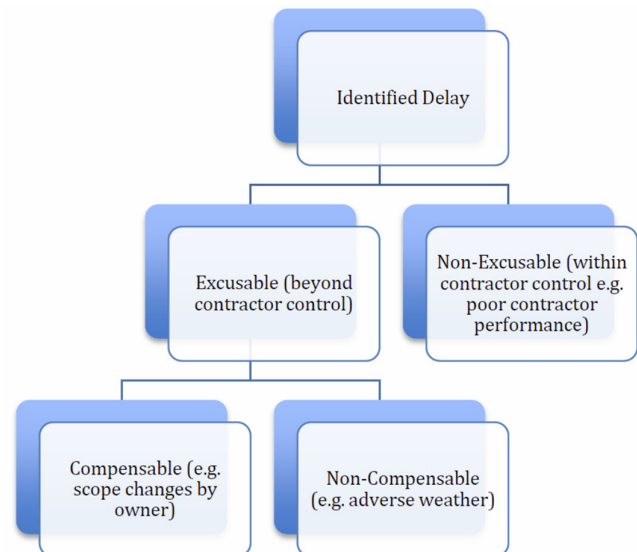 Identified Delay
Excusable (beyond
contractor control)
Non-Excusable (within
contractor control e.g.
poor contractor
performance)
Compensable (e.g.
scope changes by
owner)
Non-Compensable
(e.g. adverse weather)